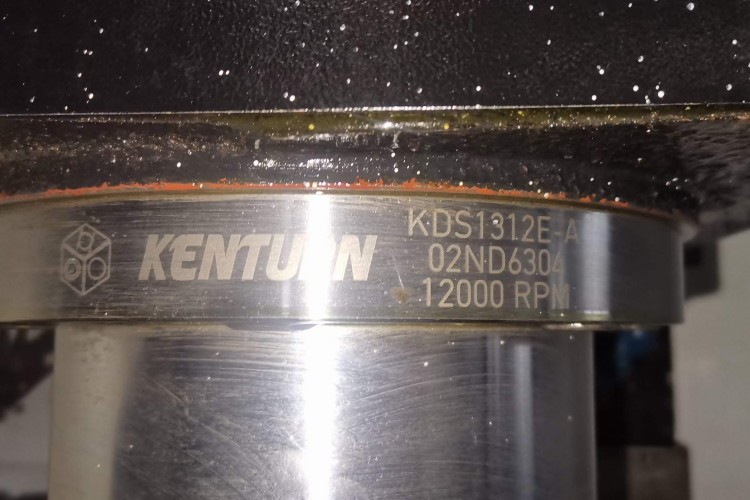 KENTURN
KDS1312E-A
02ND6304
12000 RPM